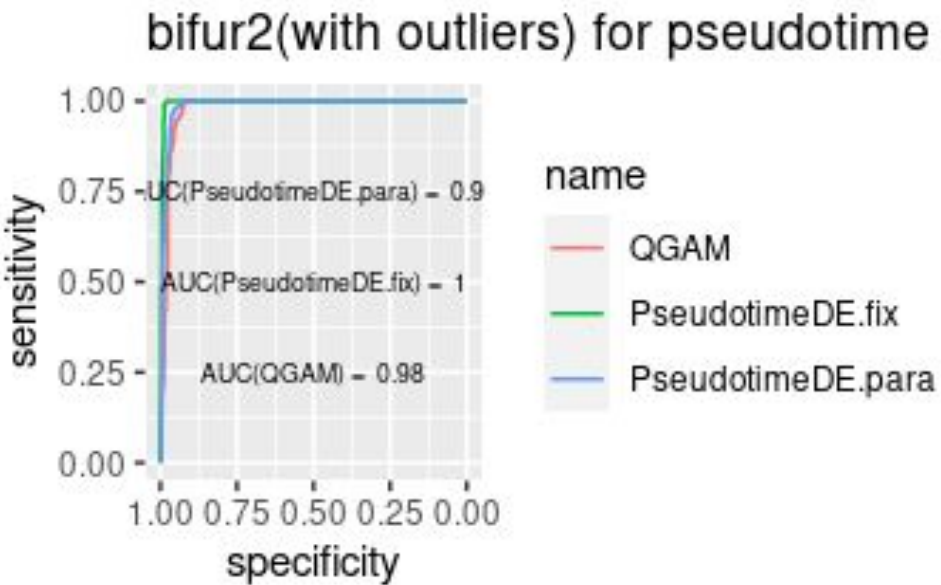 bifur2(with outliers) for pseudotime
1.00
0.75
0.50
0.25
0.00
sensitivity
UC(PseudotimeDE.para) = 0.9
AUC(PseudotimeDE.fix) = 1
AUC(QGAM) = 0.98
1.00 0.75 0.50 0.25 0.00
specificity
name
QGAM
PseudotimeDE.fix
PseudotimeDE.para